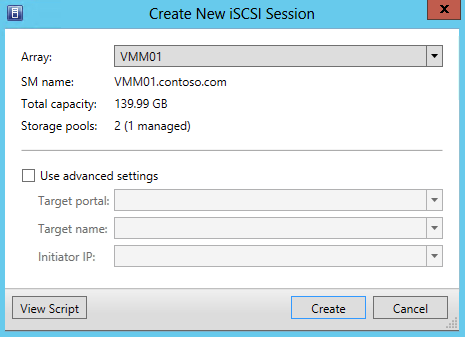 Create New iSCSI Session
x
Array: VMM01
SM name: VMM01.contoso.com
Total capacity: 139.99 GB
Storage pools: 2 (1 managed)
Use advanced settings
Target portal:
Target name:
Initiator IP:
View Script Create Cancel